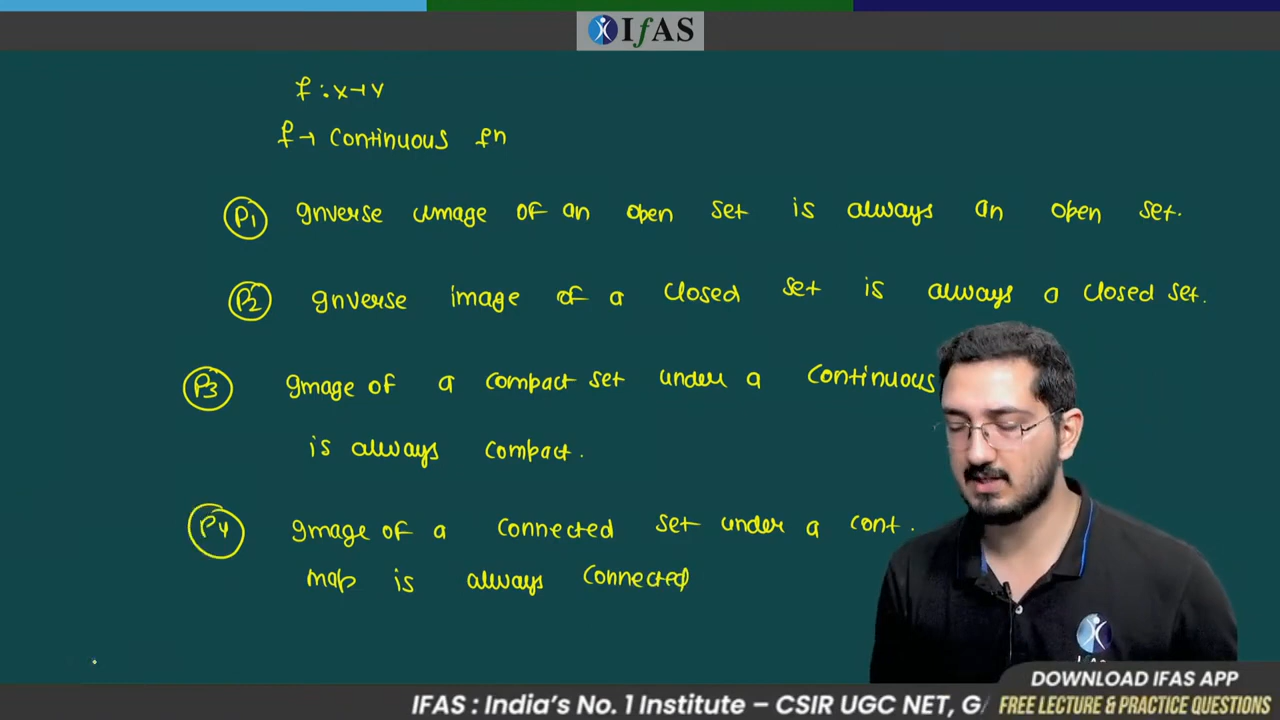 IfAS
f : X → Y
f → Continuous fn
P1 Inverse image of an open set is always an open set.
P2 Inverse image of a closed set is always a closed set.
P3 Image of a compact set under a continuous
is always compact.
P4 Image of a connected set under a cont.
map is always connected
IfAS
DOWNLOAD IFAS APP
IFAS : India's No. 1 Institute – CSIR UGC NET, G
FREE LECTURE & PRACTICE QUESTIONS